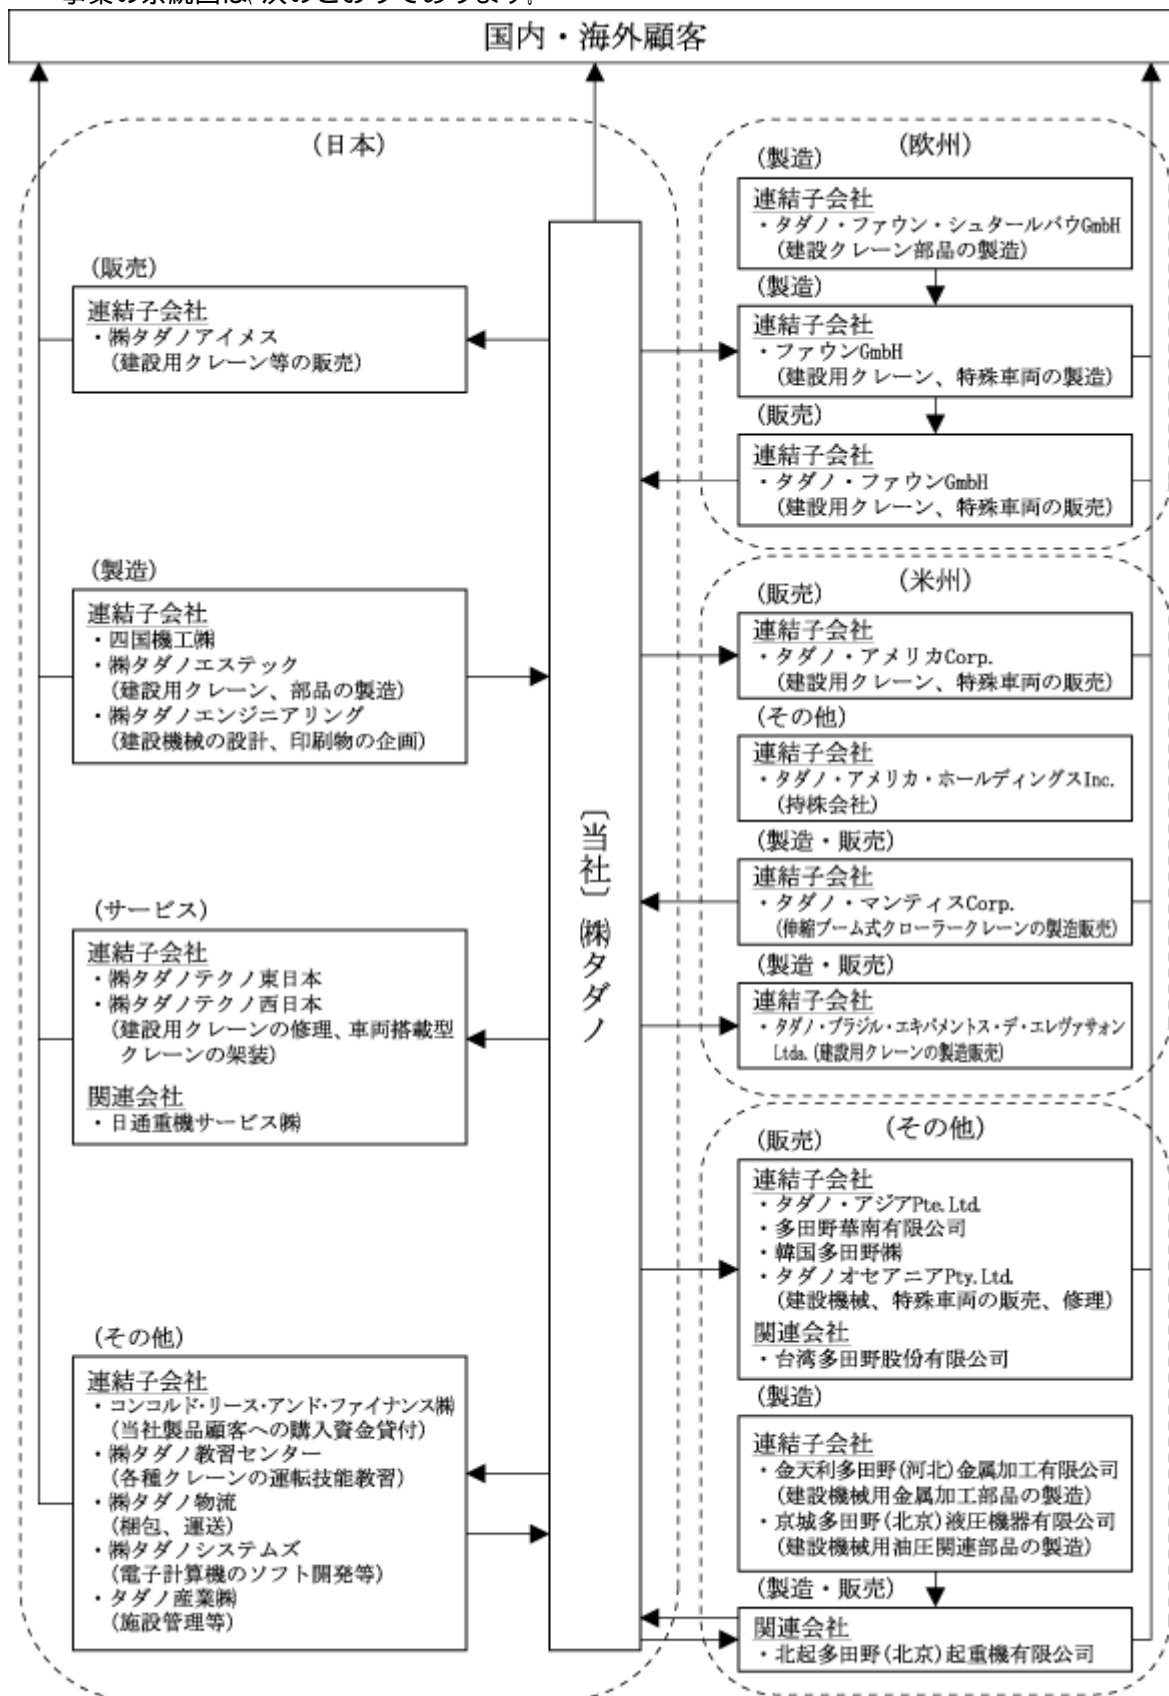 事業の系統図は、次のとおりであります。
国内・海外顧客
(日本)
(販売)
連結子会社
・㈱タダノアイメス
(建設用クレーン等の販売)
(製造)
連結子会社
・四国機工㈱
・㈱タダノエステック
(建設用クレーン、部品の製造)
・㈱タダノエンジニアリング
(建設機械の設計、印刷物の企画)
(サービス)
連結子会社
・㈱タダノテクノ東日本
・㈱タダノテクノ西日本
(建設用クレーンの修理、車両搭載型
クレーンの架装)
関連会社
・日通重機サービス㈱
(その他)
連結子会社
・コンコルド・リース・アンド・ファイナンス㈱
(当社製品顧客への購入資金貸付)
・㈱タダノ教習センター
(各種クレーンの運転技能教習)
・㈱タダノ物流
(梱包、運送)
・㈱タダノシステムズ
(電子計算機のソフト開発等)
・タダノ産業㈱
(施設管理等)
〔当社〕㈱タダノ
(欧州)
(製造)
連結子会社
・タダノ・ファウン・シュタールバウGmbH
(建設クレーン部品の製造)
(製造)
連結子会社
・ファウンGmbH
(建設用クレーン、特殊車両の製造)
(販売)
連結子会社
・タダノ・ファウンGmbH
(建設用クレーン、特殊車両の販売)
(米州)
(販売)
連結子会社
・タダノ・アメリカCorp.
(建設用クレーン、特殊車両の販売)
(その他)
連結子会社
・タダノ・アメリカ・ホールディングスInc.
(持株会社)
(製造・販売)
連結子会社
・タダノ・マンティスCorp.
(伸縮ブーム式クローラークレーンの製造販売)
(製造・販売)
連結子会社
・タダノ・ブラジル・エキパメントス・デ・エレヴァサォン
Ltda.(建設用クレーンの製造販売)
(その他)
(販売)
連結子会社
・タダノ・アジアPte.Ltd.
・多田野華南有限公司
・韓国多田野㈱
・タダノオセアニアPty.Ltd.
(建設機械、特殊車両の販売、修理)
関連会社
・台湾多田野股份有限公司
(製造)
連結子会社
・金天利多田野(河北)金属加工有限公司
(建設機械用金属加工部品の製造)
・京城多田野(北京)液圧機器有限公司
(建設機械用油圧関連部品の製造)
(製造・販売)
関連会社
・北起多田野(北京)起重機有限公司